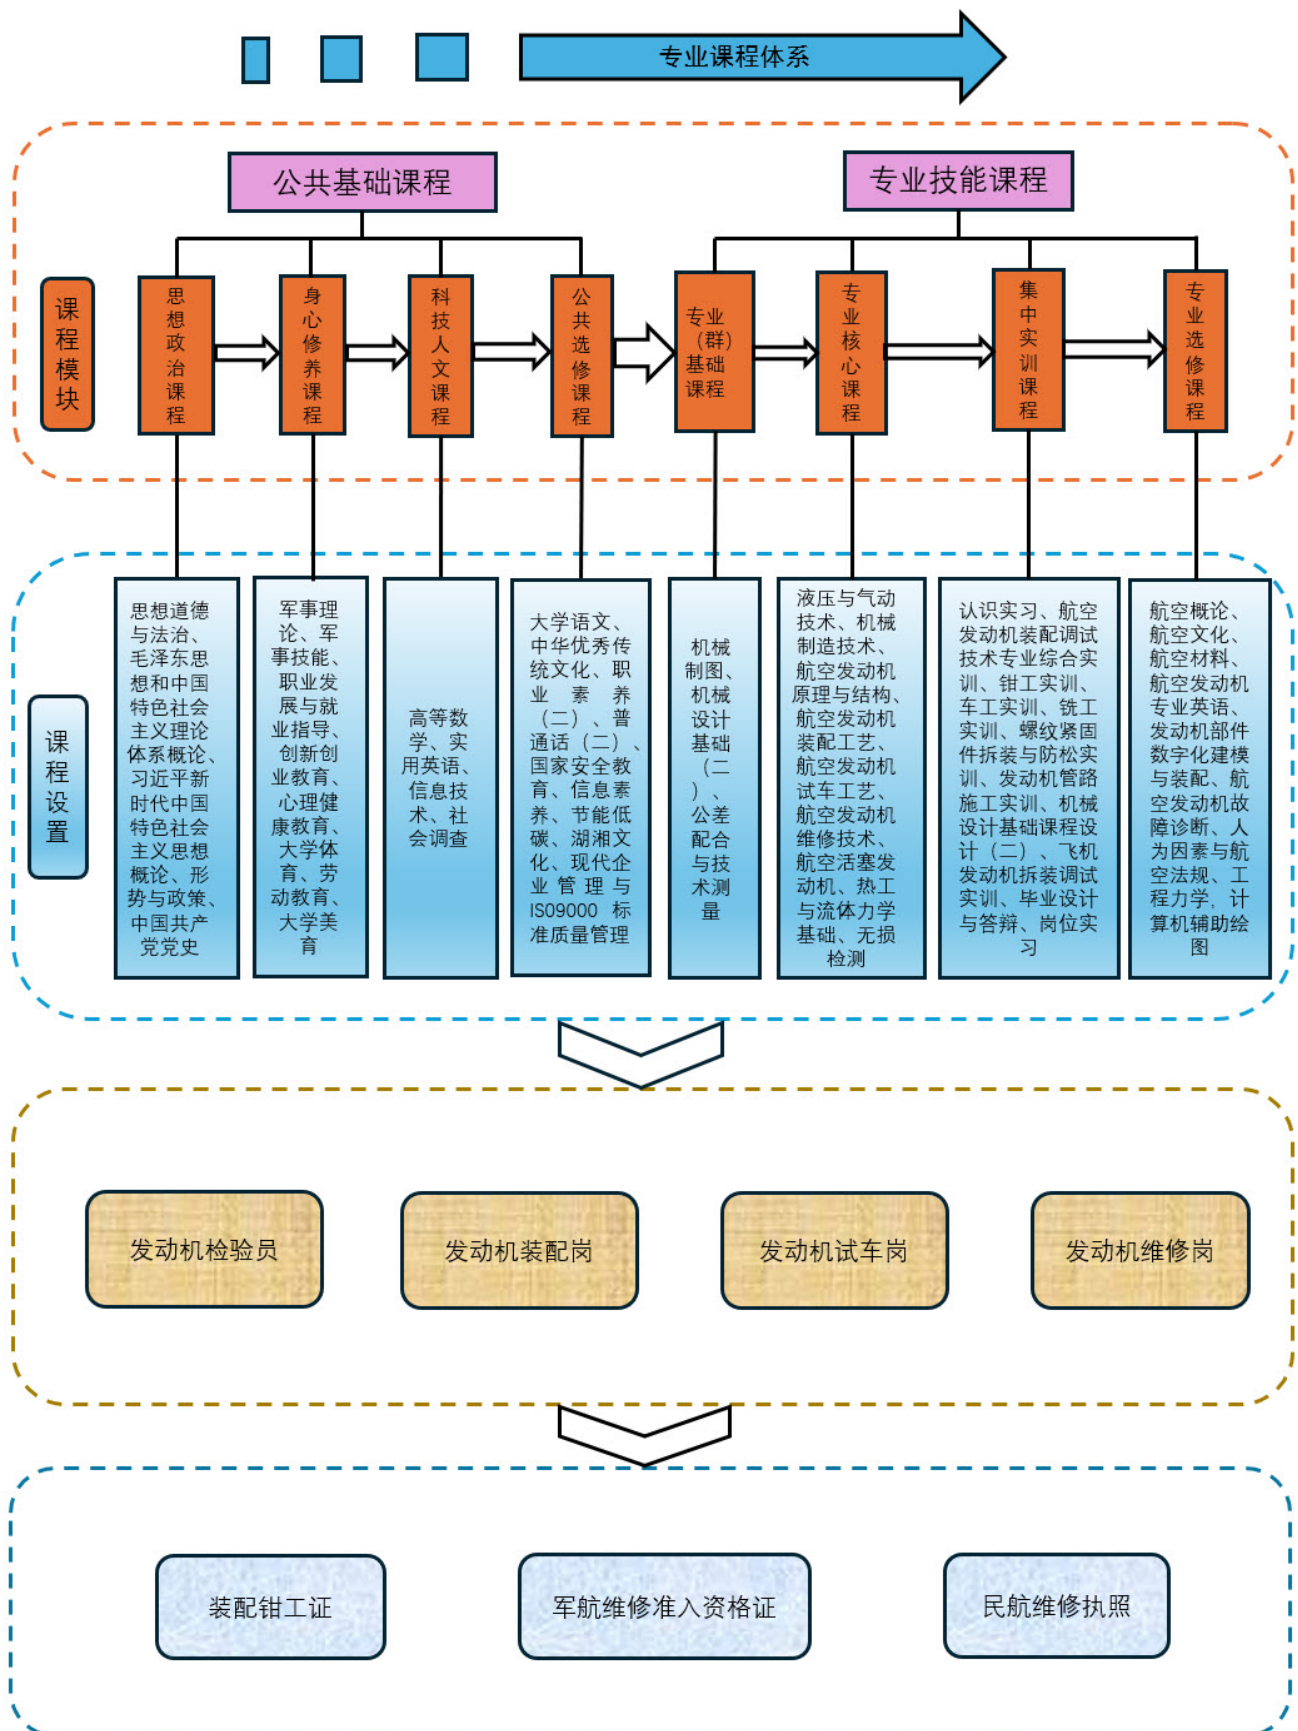 专业课程体系
公共基础课程
专业技能课程
课程模块
思想政治课程
身心修养课程
科技人文课程
公共选修课程
专业
（群）
基础
课程
专业核心课程
集中实训课程
专业选修课程
课程设置
思想道德
与法治、
毛泽东思
想和中国
特色社会
主义理论
体系概论、
习近平新
时代中国
特色社会
主义思想
概论、形
势与政策、
中国共产
党党史
军事理
论、军
事技能、
职业发
展与就
业指导、
创新创
业教育、
心理健
康教育、
大学体
育、劳
动教育、
大学美
育
高等数
学、实
用英语、
信息技
术、社
会调查
大学语文、
中华优秀传
统文化、职
业素养
（二）、普
通话（二）、
国家安全教
育、信息素
养、节能低
碳、湖湘文
化、现代企
业管理与
IS09000 标
准质量管理
机械
制图、
机械
设计
基础
（二
）、
公差
配合
与技
术测
量
液压与气动
技术、机械
制造技术、
航空发动机
原理与结构、
航空发动机
装配工艺、
航空发动机
试车工艺、
航空发动机
维修技术、
航空活塞发
动机、热工
与流体力学
基础、无损
检测
认识实习、航空
发动机装配调试
技术专业综合实
训、钳工实训、
车工实训、铣工
实训、螺纹紧固
件拆装与防松实
训、发动机管路
施工实训、机械
设计基础课程设
计（二）、飞机
发动机拆装调试
实训、毕业设计
与答辩、岗位实
习
航空概论、
航空文化、
航空材料、
航空发动机
专业英语、
发动机部件
数字化建模
与装配、航
空发动机故
障诊断、人
为因素与航
空法规、工
程力学，计
算机辅助绘
图
发动机检验员
发动机装配岗
发动机试车岗
发动机维修岗
装配钳工证
军航维修准入资格证
民航维修执照